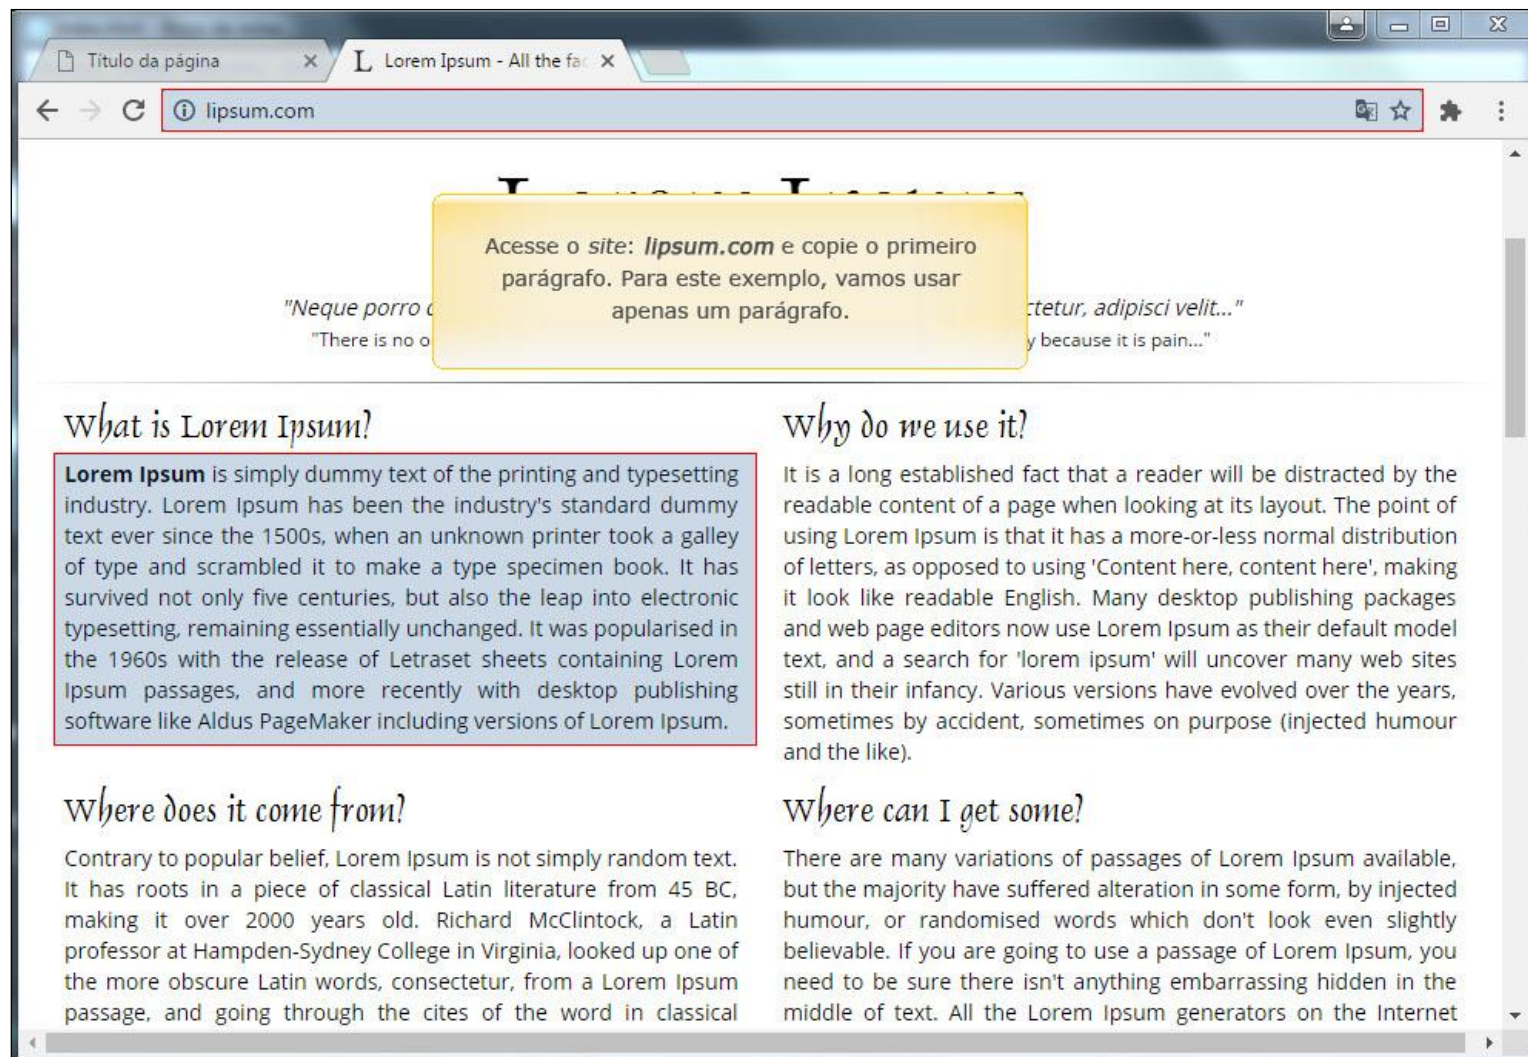 Título da página
Lorem Ipsum - All the fac
lipsum.com
Acesse o site: lipsum.com e copie o primeiro
parágrafo. Para este exemplo, vamos usar
apenas um parágrafo.
"Neque porro ctetur, adipisci velit..."
"There is no o y because it is pain..."
What is Lorem Ipsum?
Lorem Ipsum is simply dummy text of the printing and typesetting
industry. Lorem Ipsum has been the industry's standard dummy
text ever since the 1500s, when an unknown printer took a galley
of type and scrambled it to make a type specimen book. It has
survived not only five centuries, but also the leap into electronic
typesetting, remaining essentially unchanged. It was popularised in
the 1960s with the release of Letraset sheets containing Lorem
Ipsum passages, and more recently with desktop publishing
software like Aldus PageMaker including versions of Lorem Ipsum.
Why do we use it?
It is a long established fact that a reader will be distracted by the
readable content of a page when looking at its layout. The point of
using Lorem Ipsum is that it has a more-or-less normal distribution
of letters, as opposed to using 'Content here, content here', making
it look like readable English. Many desktop publishing packages
and web page editors now use Lorem Ipsum as their default model
text, and a search for 'lorem ipsum' will uncover many web sites
still in their infancy. Various versions have evolved over the years,
sometimes by accident, sometimes on purpose (injected humour
and the like).
Where does it come from?
Contrary to popular belief, Lorem Ipsum is not simply random text.
It has roots in a piece of classical Latin literature from 45 BC,
making it over 2000 years old. Richard McClintock, a Latin
professor at Hampden-Sydney College in Virginia, looked up one of
the more obscure Latin words, consectetur, from a Lorem Ipsum
passage, and going through the cites of the word in classical
Where can I get some?
There are many variations of passages of Lorem Ipsum available,
but the majority have suffered alteration in some form, by injected
humour, or randomised words which don't look even slightly
believable. If you are going to use a passage of Lorem Ipsum, you
need to be sure there isn't anything embarrassing hidden in the
middle of text. All the Lorem Ipsum generators on the Internet